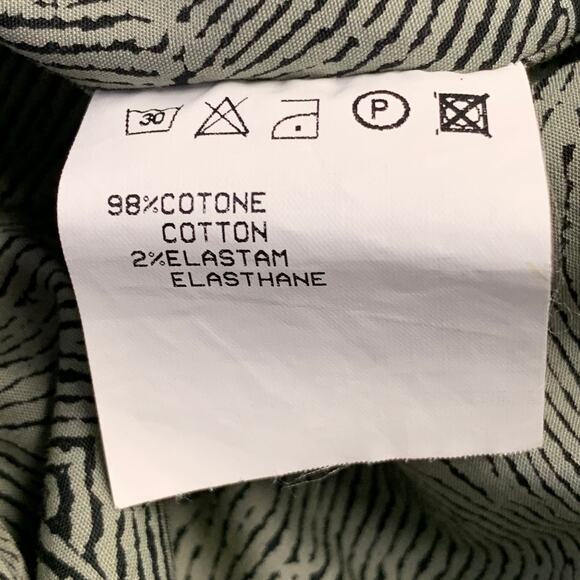 30 P
98%COTONE
COTTON
2%ELASTAM
ELASTHANE